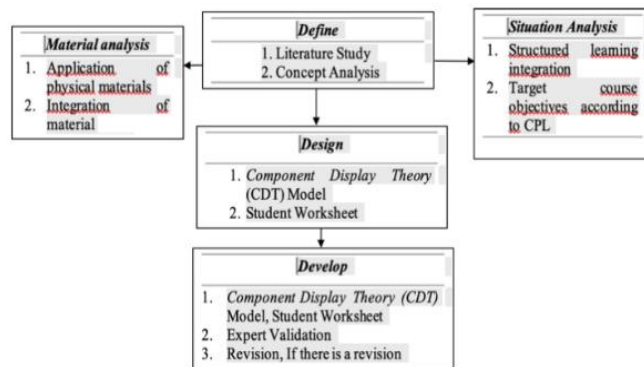 Material analysis
1. Application of
physical materials
2. Integration of
material
Define
1. Literature Study
2. Concept Analysis
Situation Analysis
1. Structured learning
integration
2. Target course
objectives according
to CPL
Design
1. Component Display Theory
(CDT) Model
2. Student Worksheet
Develop
1. Component Display Theory (CDT)
Model, Student Worksheet
2. Expert Validation
3. Revision, If there is a revision